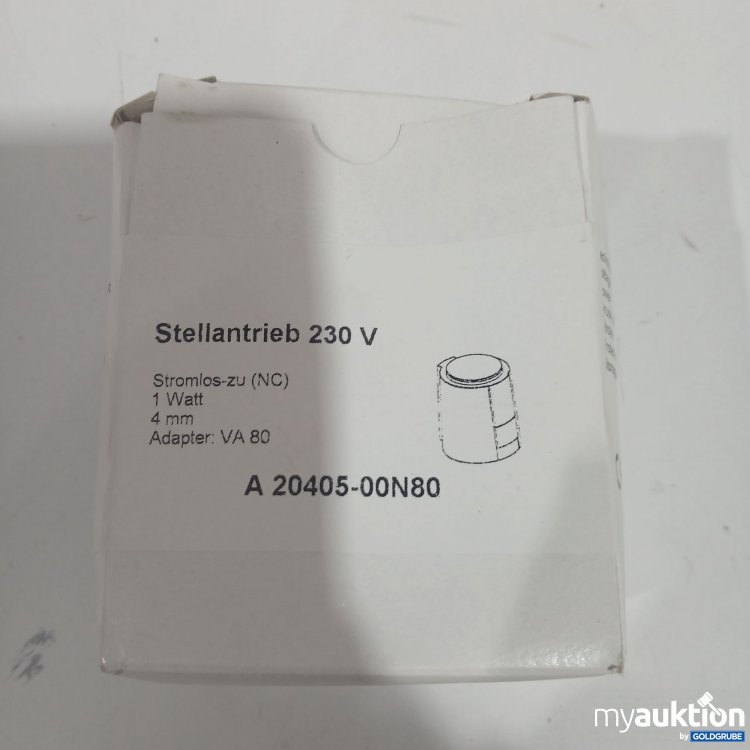 Stellantrieb 230 V
Stromlos-zu (NC)
1 Watt
4 mm
Adapter: VA 80
A 20405-00N80
myauktion
by GOLDGRUBE